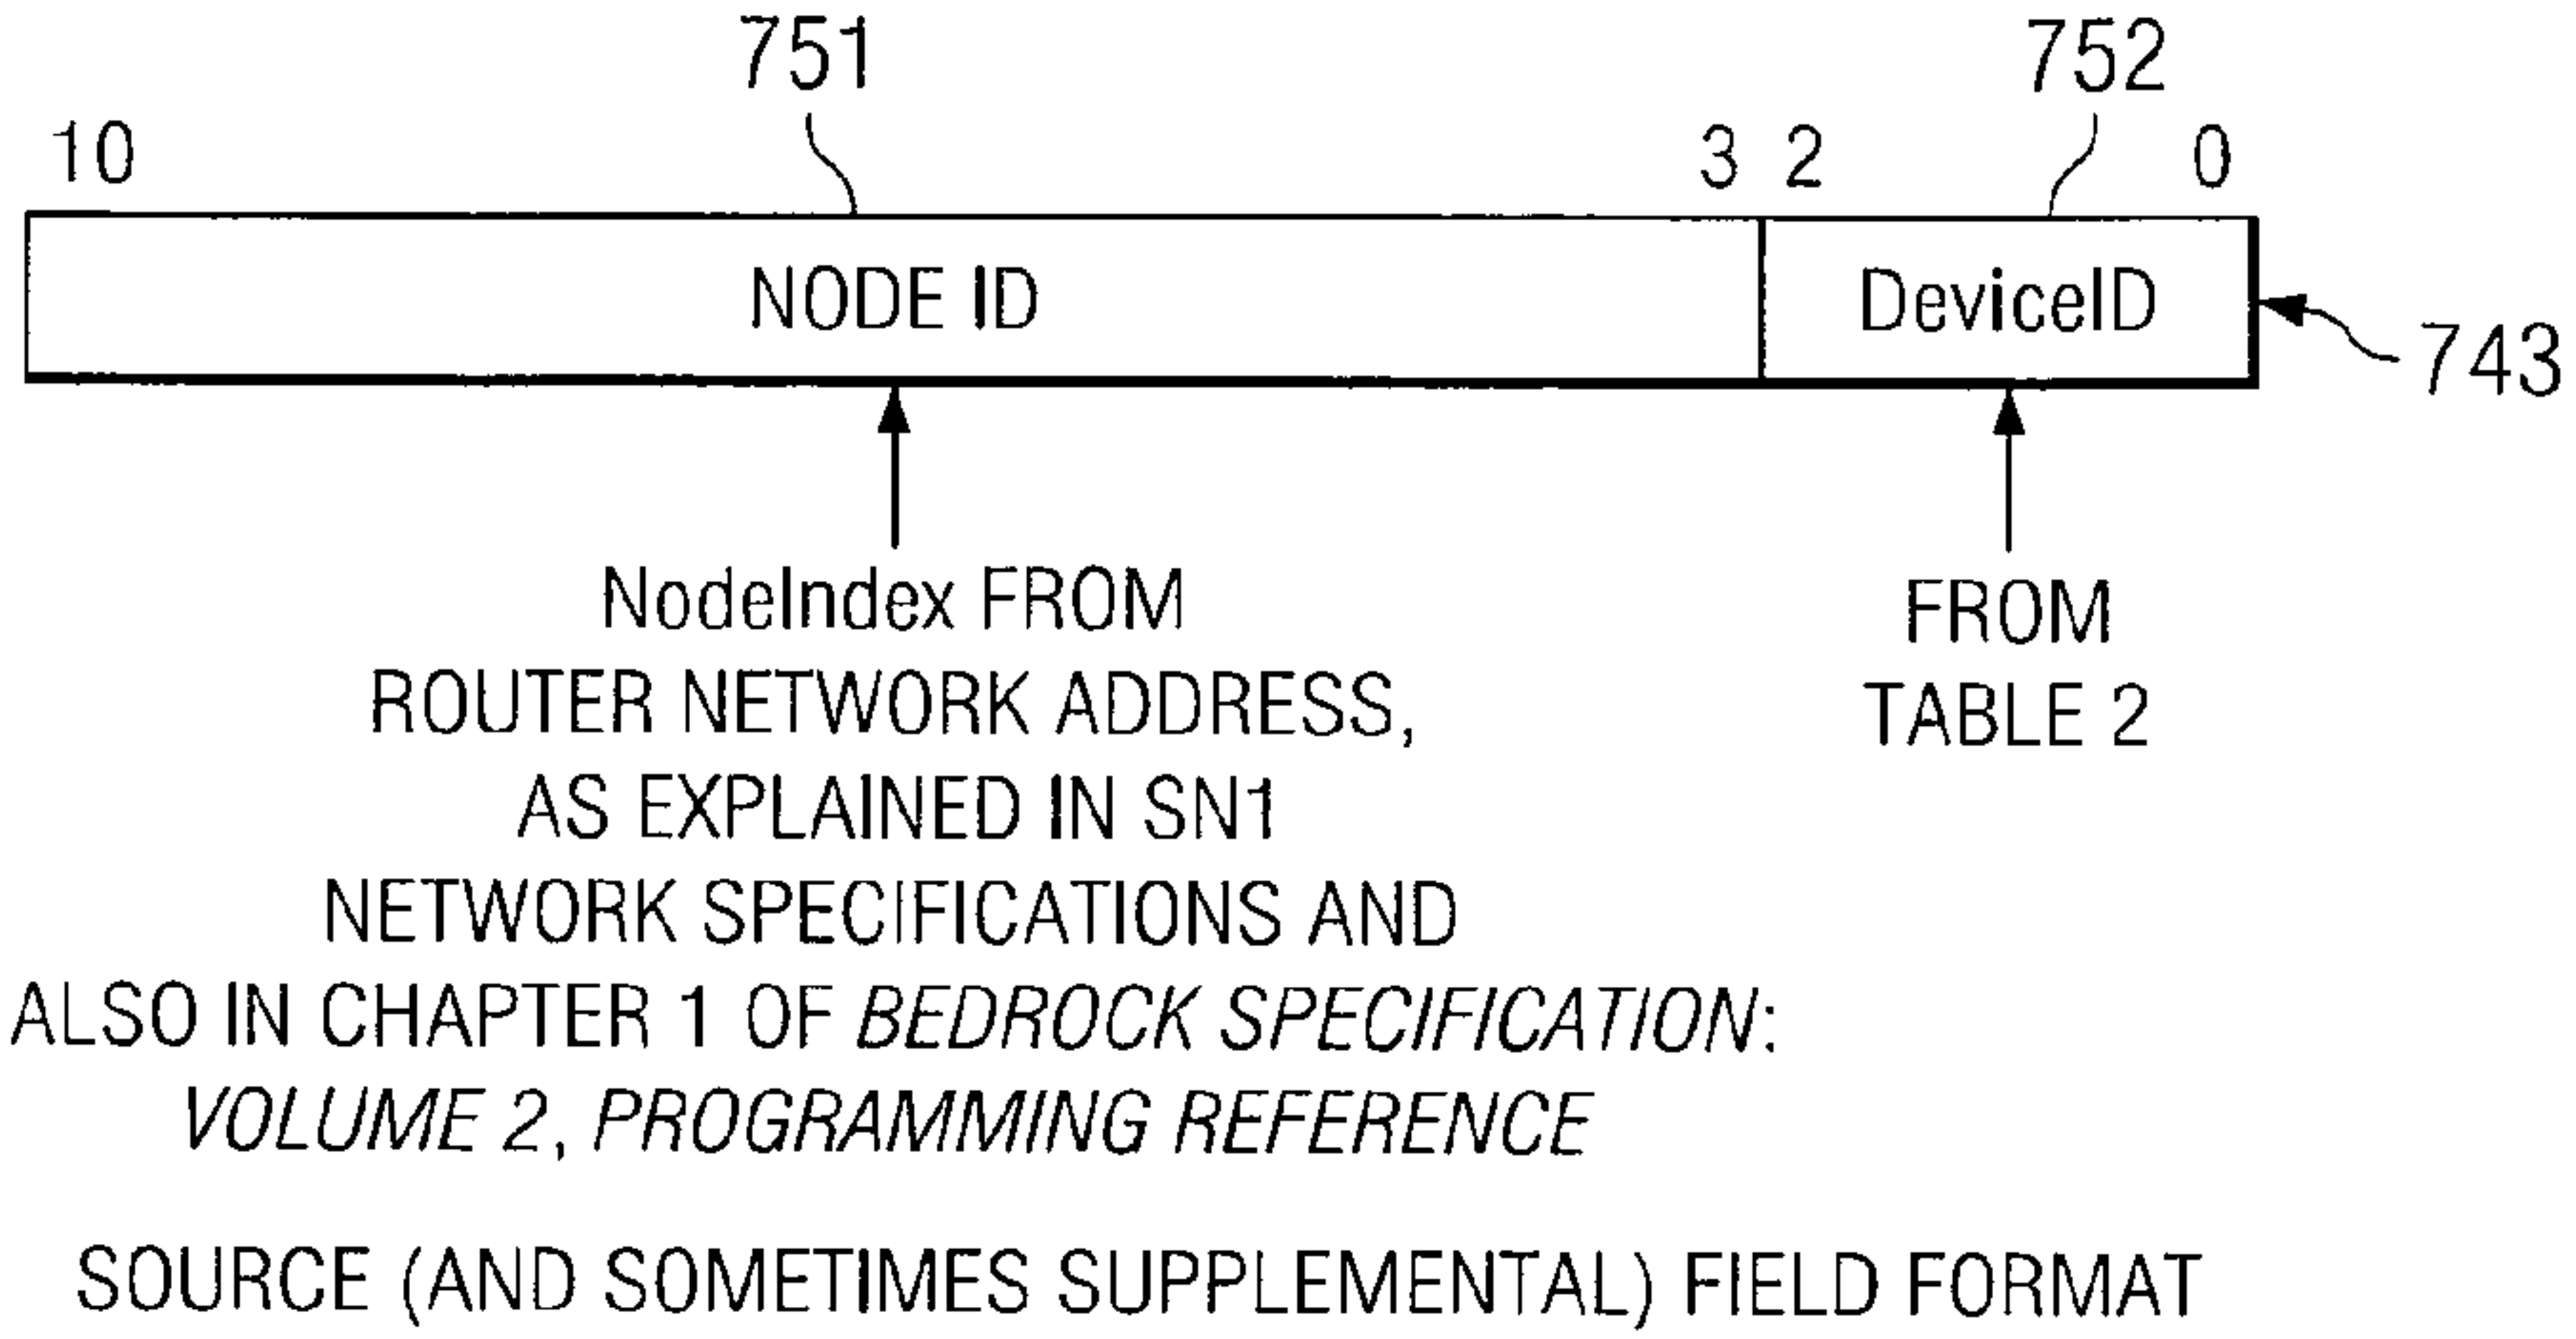 751 752
10 3 2 0
NODE ID DeviceID
743
NodeIndex FROM
ROUTER NETWORK ADDRESS,
AS EXPLAINED IN SN1
NETWORK SPECIFICATIONS AND
ALSO IN CHAPTER 1 OF BEDROCK SPECIFICATION:
VOLUME 2, PROGRAMMING REFERENCE
FROM
TABLE 2
SOURCE (AND SOMETIMES SUPPLEMENTAL) FIELD FORMAT